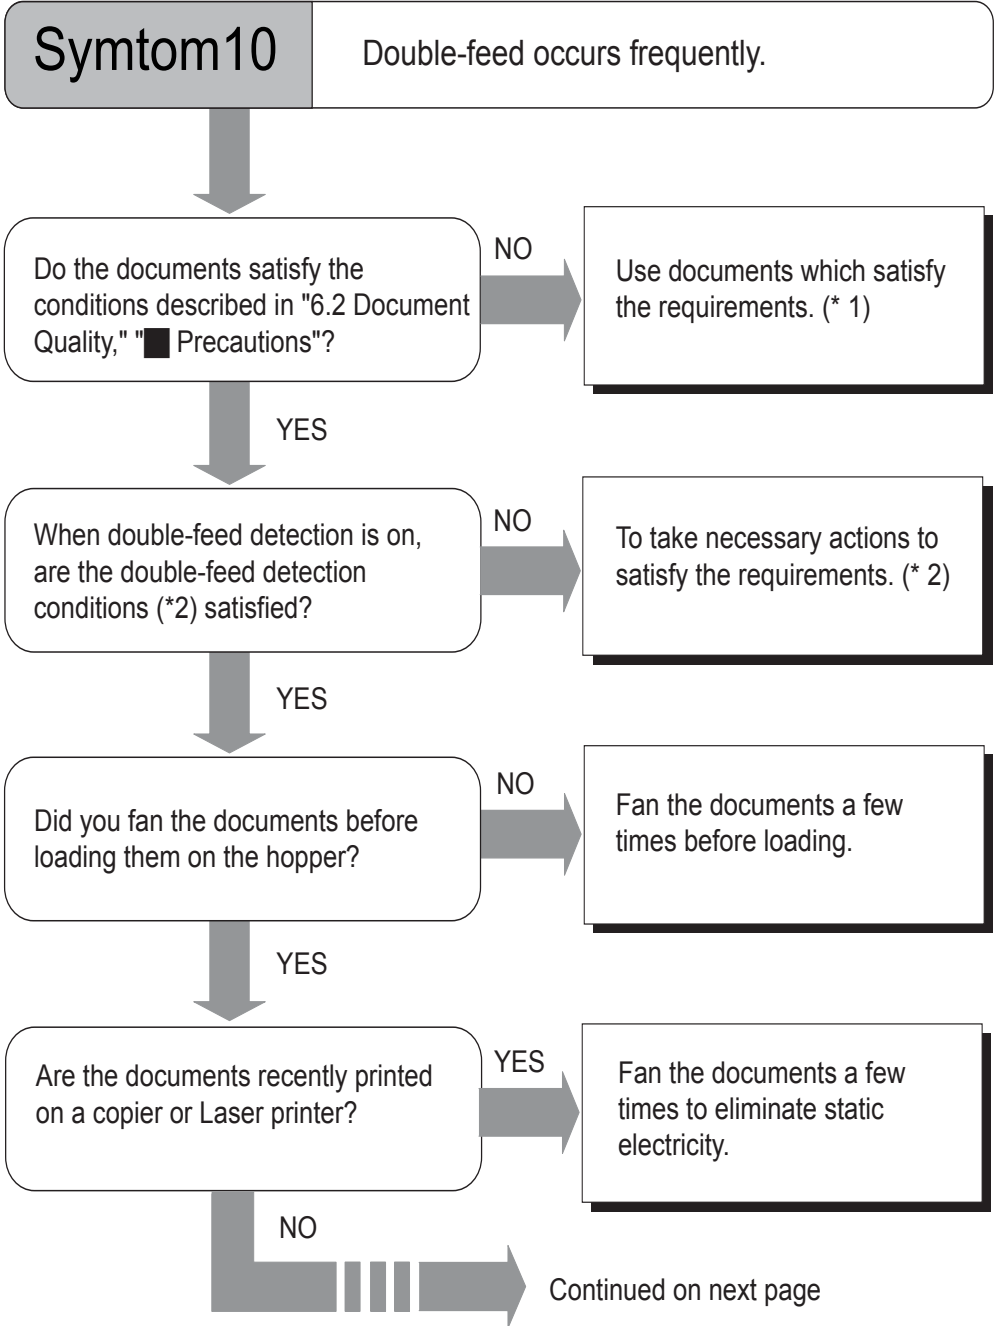 Symtom10
Double-feed occurs frequently.
Do the documents satisfy the
conditions described in "6.2 Document
Quality," "■ Precautions"?
NO
Use documents which satisfy
the requirements. (* 1)
YES
When double-feed detection is on,
are the double-feed detection
conditions (*2) satisfied?
NO
To take necessary actions to
satisfy the requirements. (* 2)
YES
Did you fan the documents before
loading them on the hopper?
NO
Fan the documents a few
times before loading.
YES
Are the documents recently printed
on a copier or Laser printer?
YES
Fan the documents a few
times to eliminate static
electricity.
NO
Continued on next page